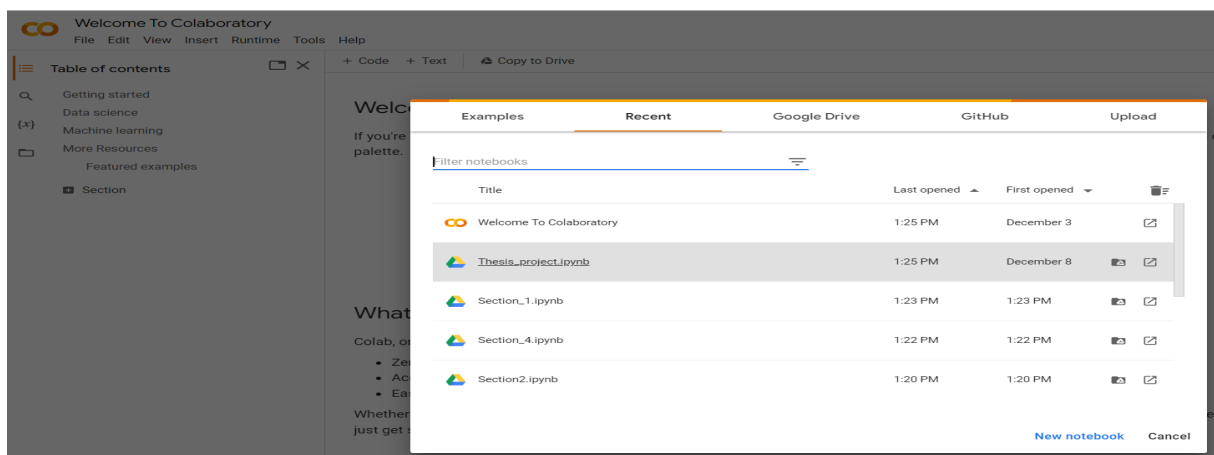 Welcome To Colaboratory
File Edit View Insert Runtime Tools Help
Table of contents
+ Code + Text Copy to Drive
Getting started
Data science
{x} Machine learning
More Resources
Featured examples
Section
If you're
palette.
Examples Recent Google Drive GitHub Upload
Filter notebooks
Title Last opened First opened
Welcome To Colaboratory 1:25 PM December 3
Thesis_project.ipynb 1:25 PM December 8
Section_1.ipynb 1:23 PM 1:23 PM
Section_4.ipynb 1:22 PM 1:22 PM
Section2.ipynb 1:20 PM 1:20 PM
New notebook Cancel
What
Colab,
Whether
just get